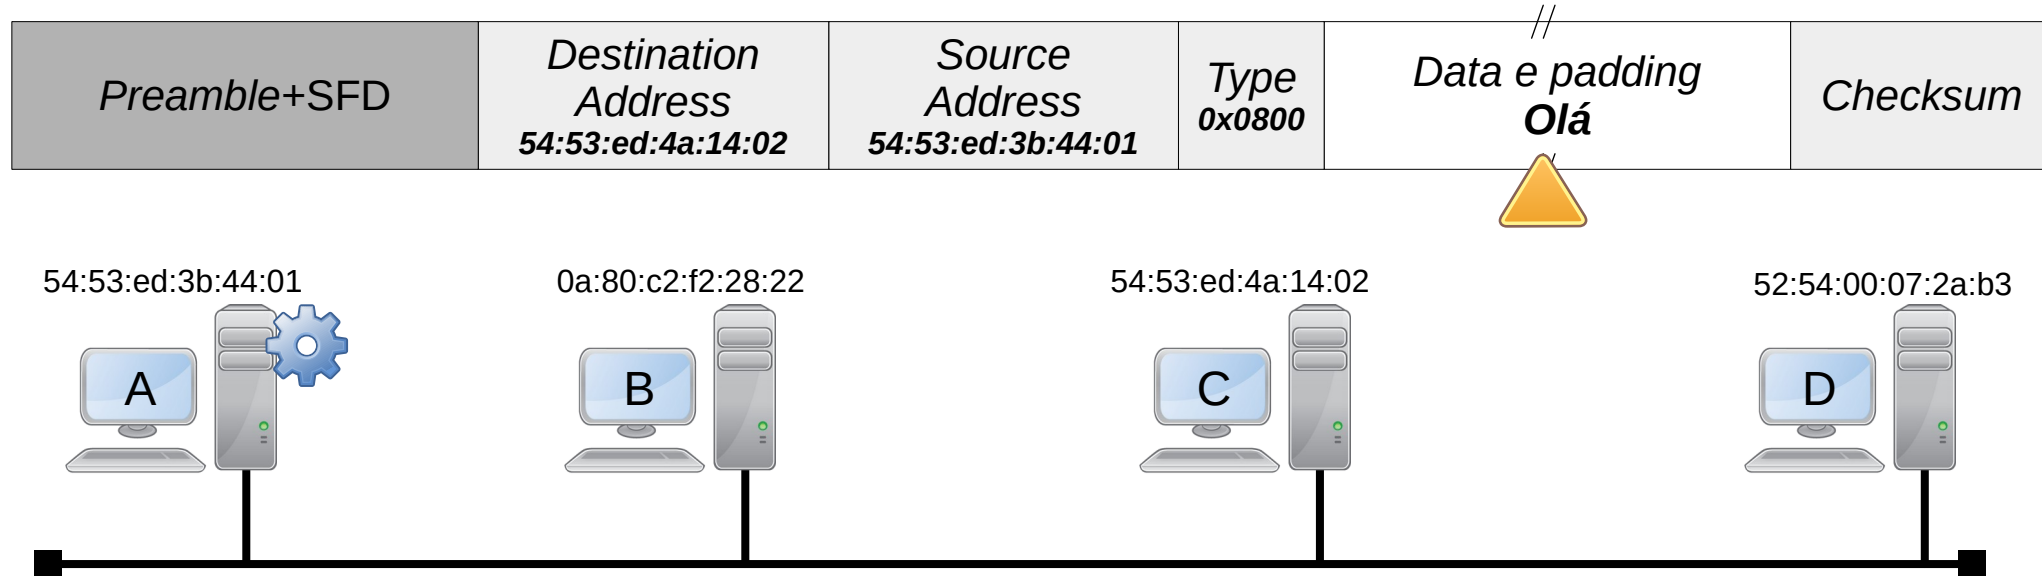 Preamble+SFD
Destination
Address
54:53:ed:4a:14:02
Source
Address
54:53:ed:3b:44:01
Type
0x0800
Data e padding
Olá
Checksum
54:53:ed:3b:44:01
0a:80:c2:f2:28:22
54:53:ed:4a:14:02
52:54:00:07:2a:b3
A
B
C
D